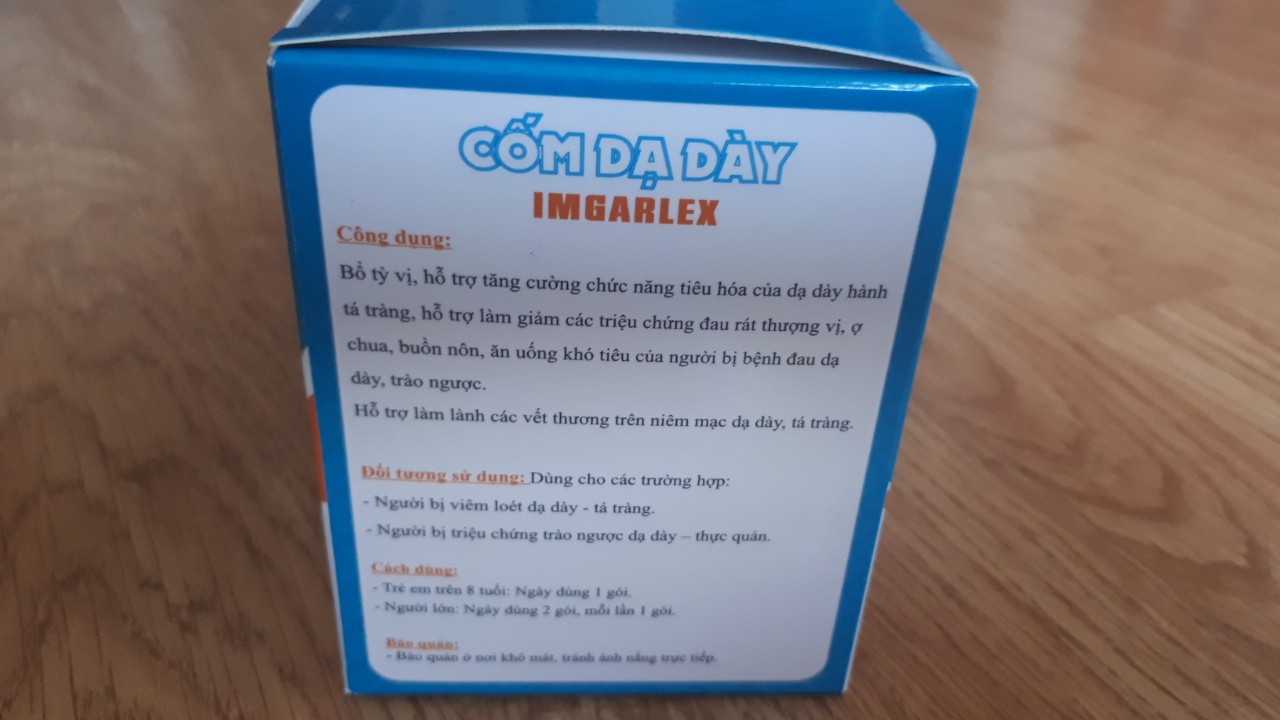 CỐM DẠ DÀY
IMGARLEX
Công dụng:
Bổ tỳ vị, hỗ trợ tăng cường chức năng tiêu hóa của dạ dày hành
tá tràng, hỗ trợ làm giảm các triệu chứng đau rát thượng vị, ợ
chua, buồn nôn, ăn uống khó tiêu của người bị bệnh đau dạ
dày, trào ngược.
Hỗ trợ làm lành các vết thương trên niêm mạc dạ dày, tá tràng.
Đối tượng sử dụng: Dùng cho các trường hợp:
- Người bị viêm loét dạ dày - tá tràng.
- Người bị triệu chứng trào ngược dạ dày – thực quản.
Cách dùng:
- Trẻ em trên 8 tuổi: Ngày dùng 1 gói.
- Người lớn: Ngày dùng 2 gói, mỗi lần 1 gói.
Bảo quản:
- Bảo quản ở nơi khô mát, tránh ánh nắng trực tiếp.